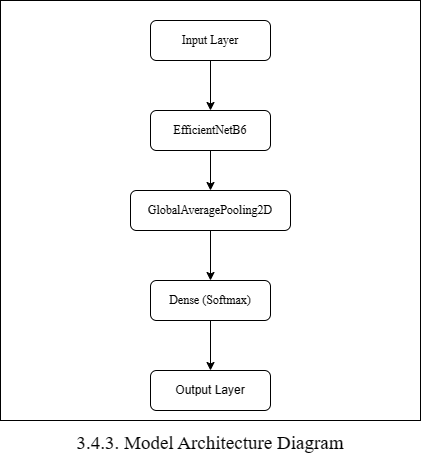 Input Layer
EfficientNetB6
GlobalAveragePooling2D
Dense (Softmax)
Output Layer
3.4.3. Model Architecture Diagram